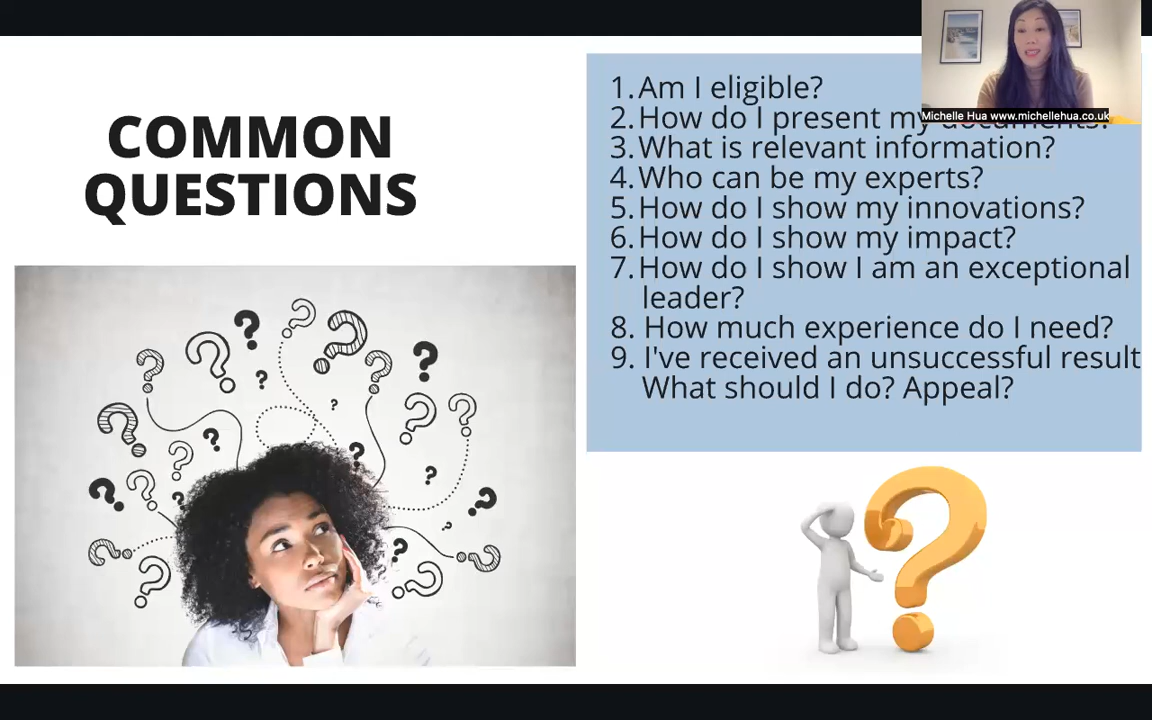 COMMON
QUESTIONS
1. Am I eligible?
2. How do I present my documents?
3. What is relevant information?
4. Who can be my experts?
5. How do I show my innovations?
6. How do I show my impact?
7. How do I show I am an exceptional
leader?
8. How much experience do I need?
9. I've received an unsuccessful result
What should I do? Appeal?
Michelle Hua www.michellehua.co.uk